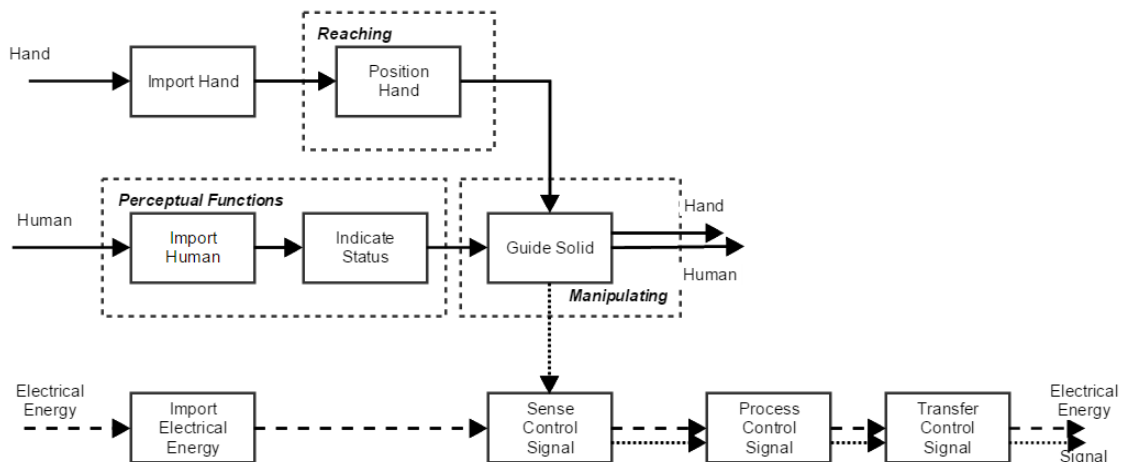 Reaching
Hand
Import Hand
Position
Hand
Perceptual Functions
Human
Import
Human
Indicate
Status
Guide Solid
Hand
Human
Manipulating
Electrical
Energy
Import
Electrical
Energy
Sense
Control
Signal
Process
Control
Signal
Transfer
Control
Signal
Electrical
Energy
Signal